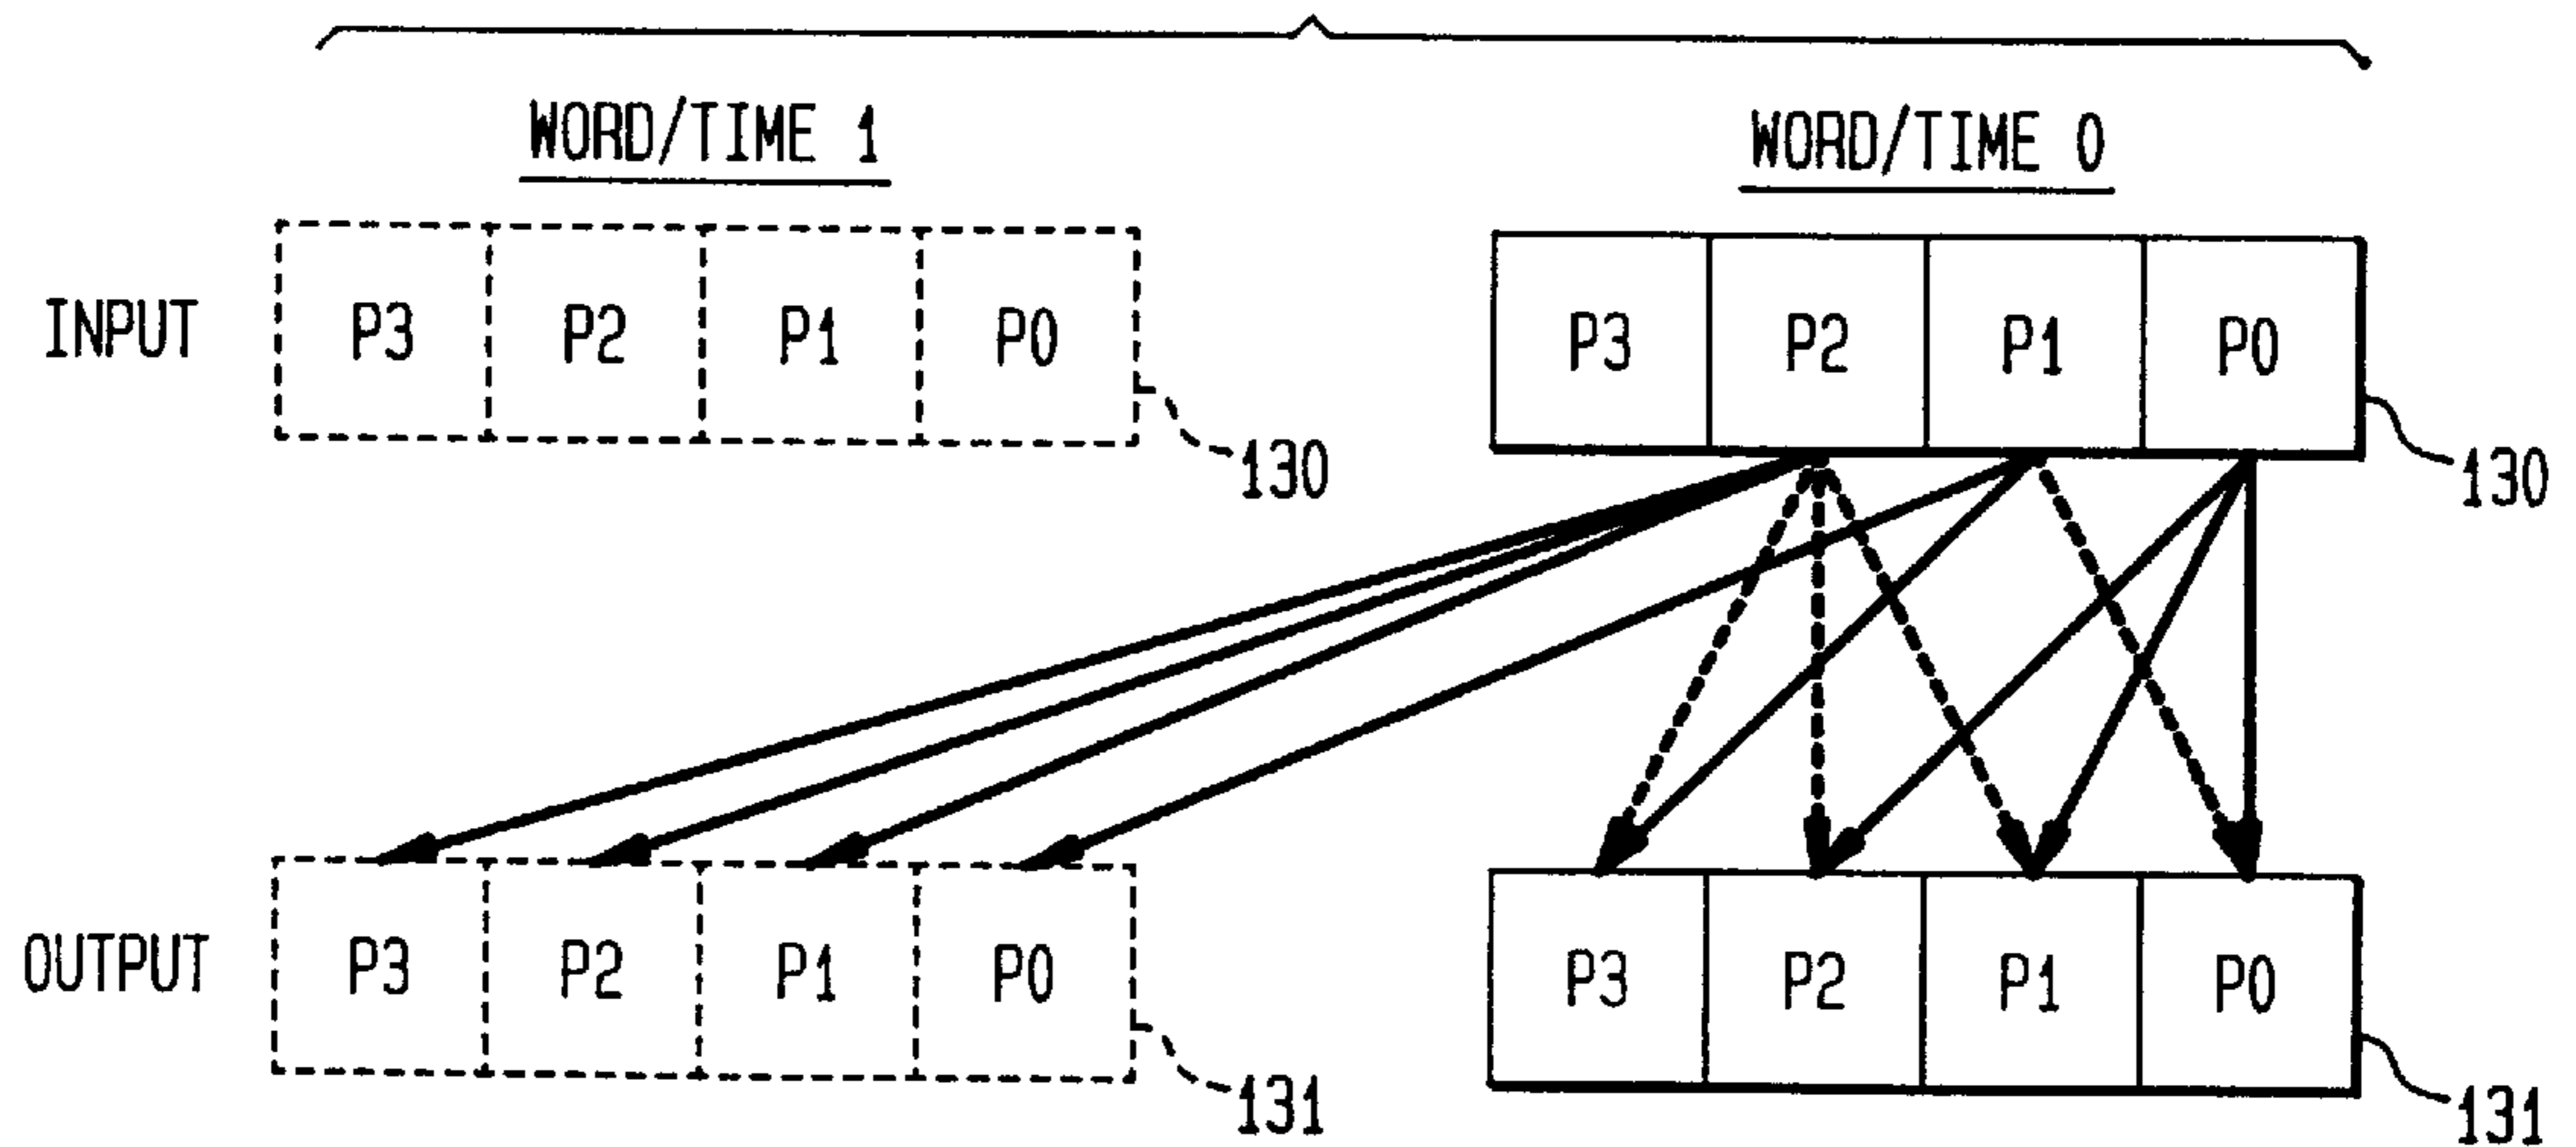 WORD/TIME 1 WORD/TIME 0
INPUT P3 P2 P1 P0 P3 P2 P1 P0
130 130
OUTPUT P3 P2 P1 P0 P3 P2 P1 P0
131 131